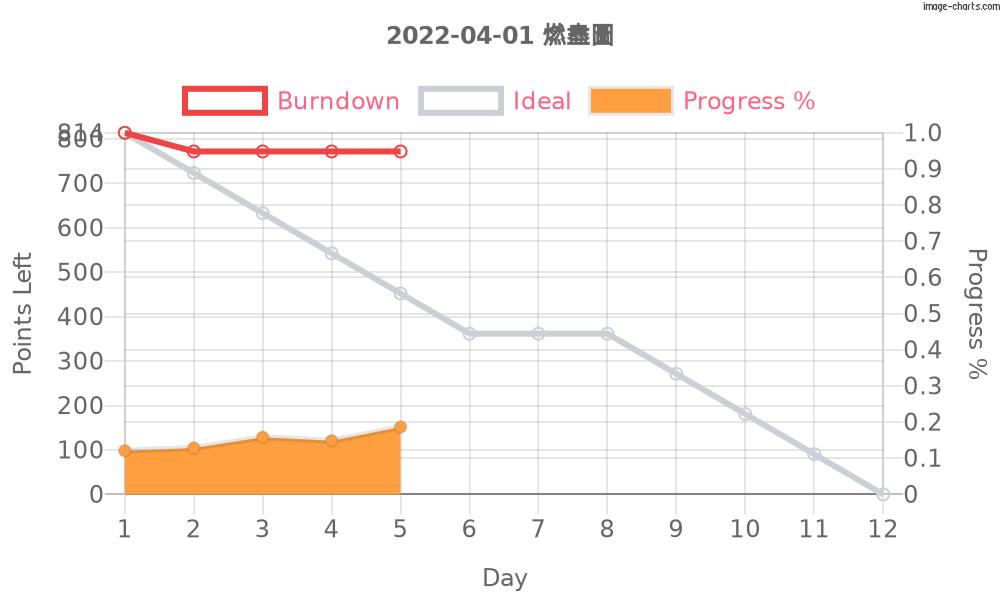 image-charts.com
2022-04-01 燃盡圖
Burndown Ideal Progress %
814 1.0
800
0.9
700
0.8
600
0.7
500 0.6
Points Left
Progress %
0.5
400
0.4
300
0.3
200
0.2
100
0.1
0 0
1 2 3 4 5 6 7 8 9 10 11 12
Day